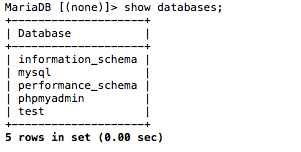 MariaDB [(none)]> show databases;
+--------------------+
| Database           |
+--------------------+
| information_schema |
| mysql              |
| performance_schema |
| phpmyadmin         |
| test               |
+--------------------+
5 rows in set (0.00 sec)